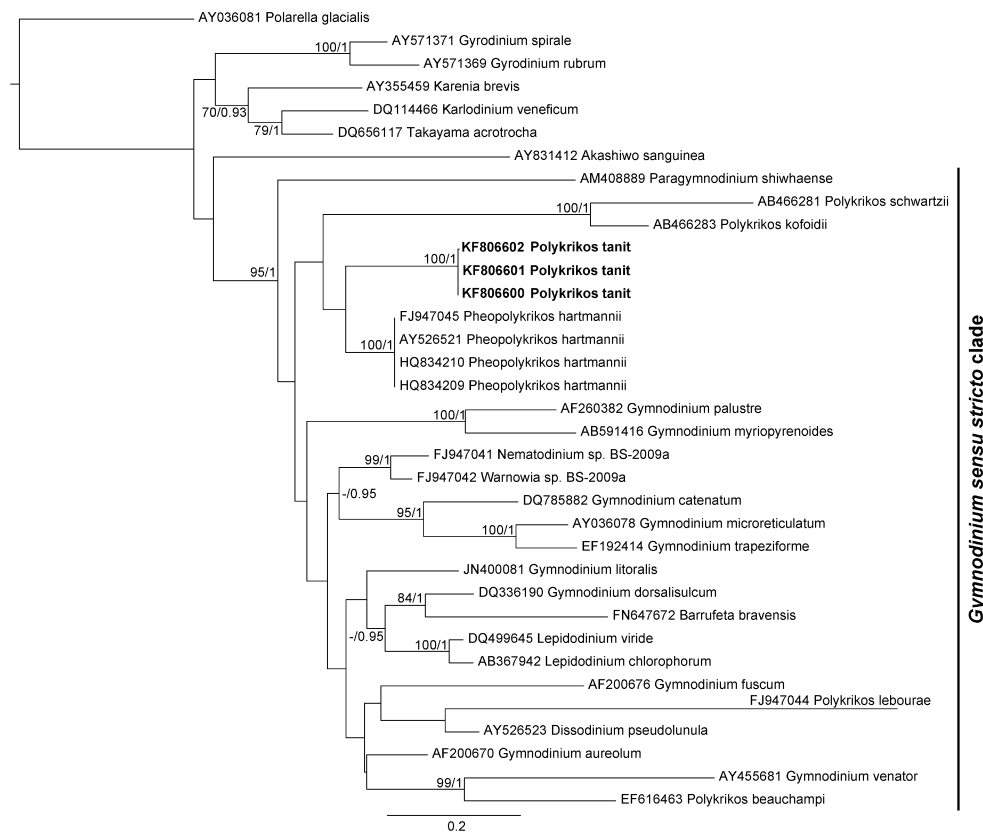 AY036081 Polarella glacialis
AY571371 Gyrodinium spirale
100/1
AY571369 Gyrodinium rubrum
AY355459 Karenia brevis
70/0.93
DQ114466 Karlodinium veneficum
79/1
DQ656117 Takayama acrotrocha
AY831412 Akashiwo sanguinea
AM408889 Paragymnodinium shiwhaense
AB466281 Polykrikos schwartzii
100/1
AB466283 Polykrikos kofoidii
KF806602 Polykrikos tanit
100/1
KF806601 Polykrikos tanit
95/1
KF806600 Polykrikos tanit
FJ947045 Pheopolykrikos hartmannii
AY526521 Pheopolykrikos hartmannii
100/1
HQ834210 Pheopolykrikos hartmannii
HQ834209 Pheopolykrikos hartmannii
AF260382 Gymnodinium palustre
100/1
AB591416 Gymnodinium myriopyrenoides
FJ947041 Nematodinium sp. BS-2009a
99/1
FJ947042 Warnowia sp. BS-2009a
-/0.95
DQ785882 Gymnodinium catenatum
95/1
AY036078 Gymnodinium microreticulatum
100/1
EF192414 Gymnodinium trapeziforme
JN400081 Gymnodinium litoralis
DQ336190 Gymnodinium dorsalisulcum
84/1
FN647672 Barrufeta bravensis
-/0.95
DQ499645 Lepidodinium viride
100/1
AB367942 Lepidodinium chlorophorum
AF200676 Gymnodinium fuscum
FJ947044 Polykrikos lebourae
AY526523 Dissodinium pseudolunula
AF200670 Gymnodinium aureolum
AY455681 Gymnodinium venator
99/1
EF616463 Polykrikos beauchampi
0.2
Gymnodinium sensu stricto clade